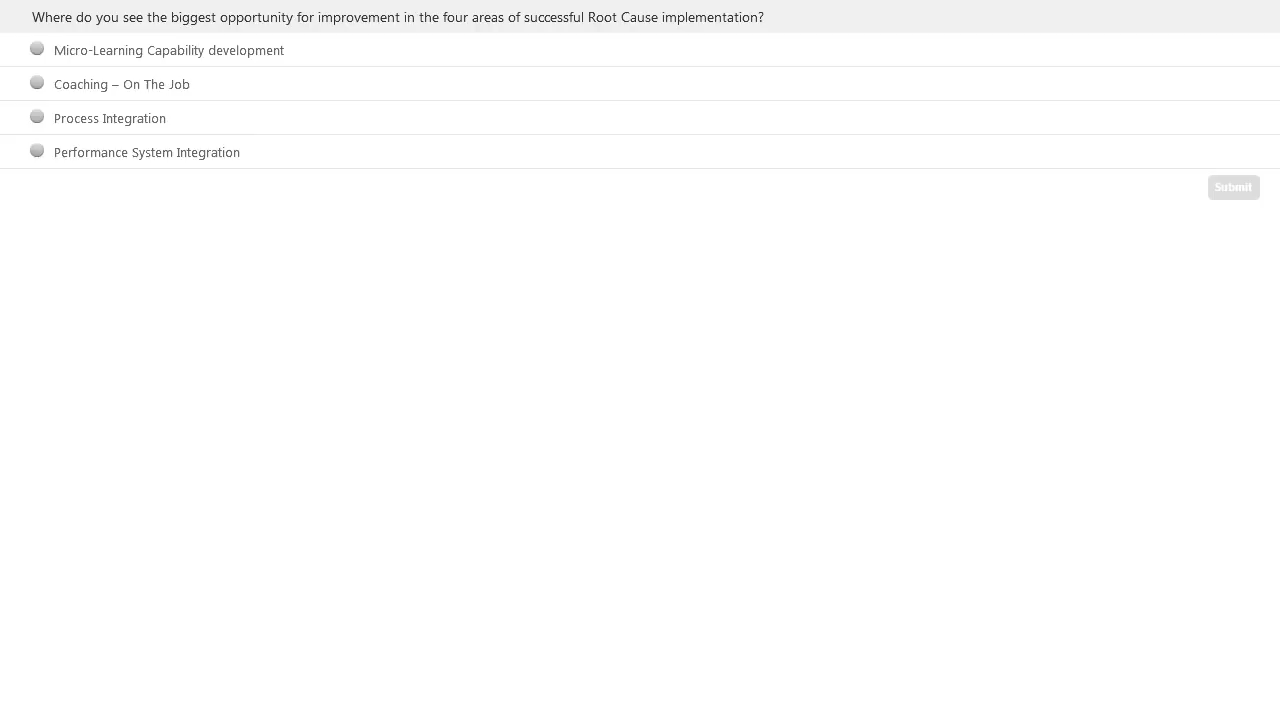 Where do you see the biggest opportunity for improvement in the four areas of successful Root Cause implementation?
Micro-Learning Capability development
Coaching – On The Job
Process Integration
Performance System Integration
Submit